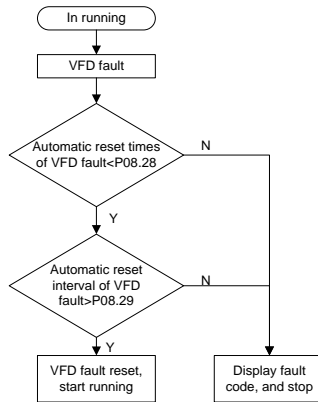 In running
VFD fault
Automatic reset times
of VFD fault<P08.28
N
Y
Automatic reset
interval of VFD
fault>P08.29
N
Y
VFD fault reset,
start running
Display fault
code, and stop